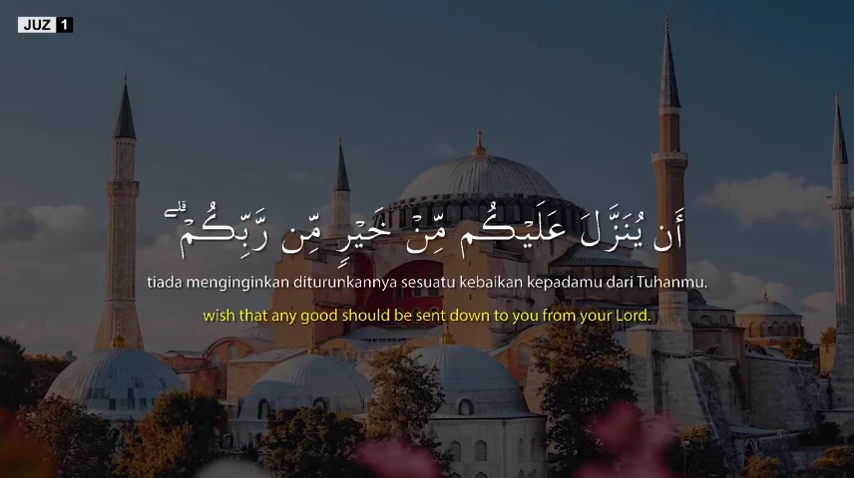 JUZ 1
أَن يُنَزَّلَ عَلَيْكُم مِّنْ خَيْرٍ مِّن رَّبِّكُمْ ۗ
tiada menginginkan diturunkannya sesuatu kebaikan kepadamu dari Tuhanmu.
wish that any good should be sent down to you from your Lord.